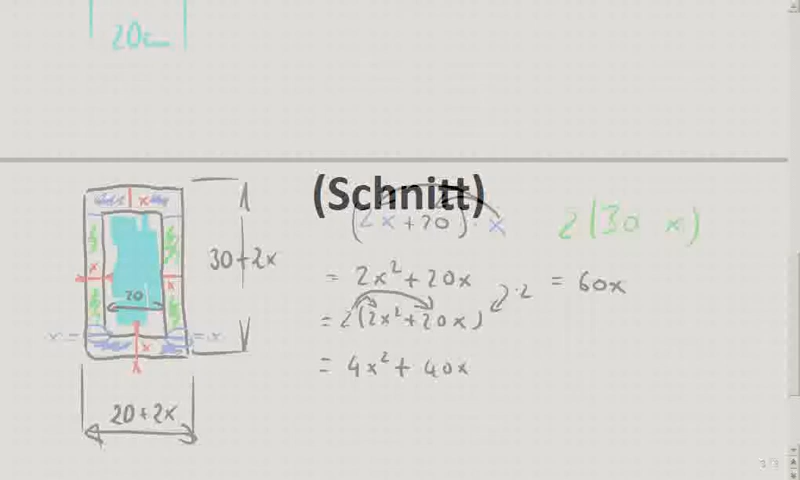 20c
(Schnitt)
(2x+20)·x
2(30 x)
30+2x
= 2x²+20x
·2
= 60x
x
x
x
20
= 2(2x²+20x)
x
x
= 4x²+40x
20+2x